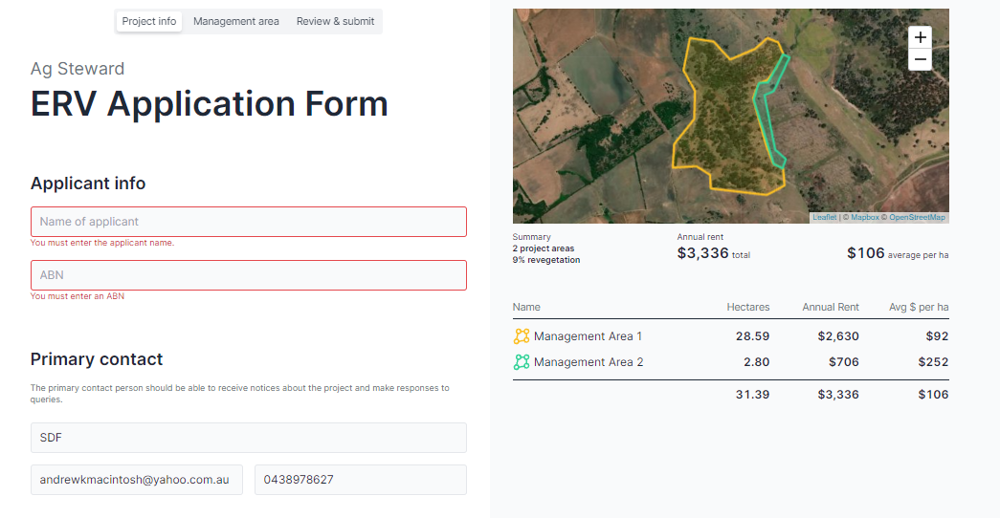 Project info Management area Review & submit
Ag Steward
ERV Application Form
Applicant info
Name of applicant
You must enter the applicant name.
ABN
You must enter an ABN
Primary contact
The primary contact person should be able to receive notices about the project and make responses to
queries.
SDF
andrewkmacintosh@yahoo.com.au 0438978627
+
−
Leaflet | © Mapbox © OpenStreetMap
Summary
2 project areas
9% revegetation
Annual rent
$3,336 total
$106 average per ha
Name Hectares Annual Rent Avg $ per ha
Management Area 1 28.59 $2,630 $92
Management Area 2 2.80 $706 $252
31.39 $3,336 $106